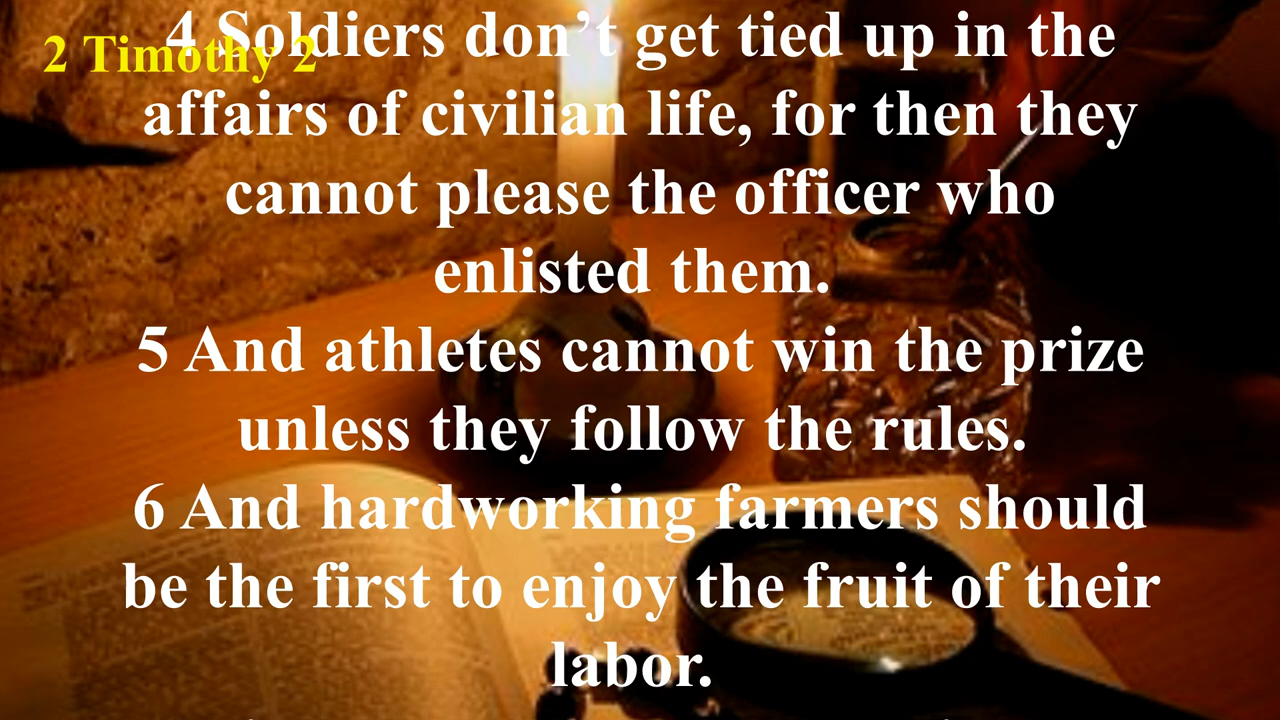 2 Timothy 2
4 Soldiers don’t get tied up in the
affairs of civilian life, for then they
cannot please the officer who
enlisted them.
5 And athletes cannot win the prize
unless they follow the rules.
6 And hardworking farmers should
be the first to enjoy the fruit of their
labor.